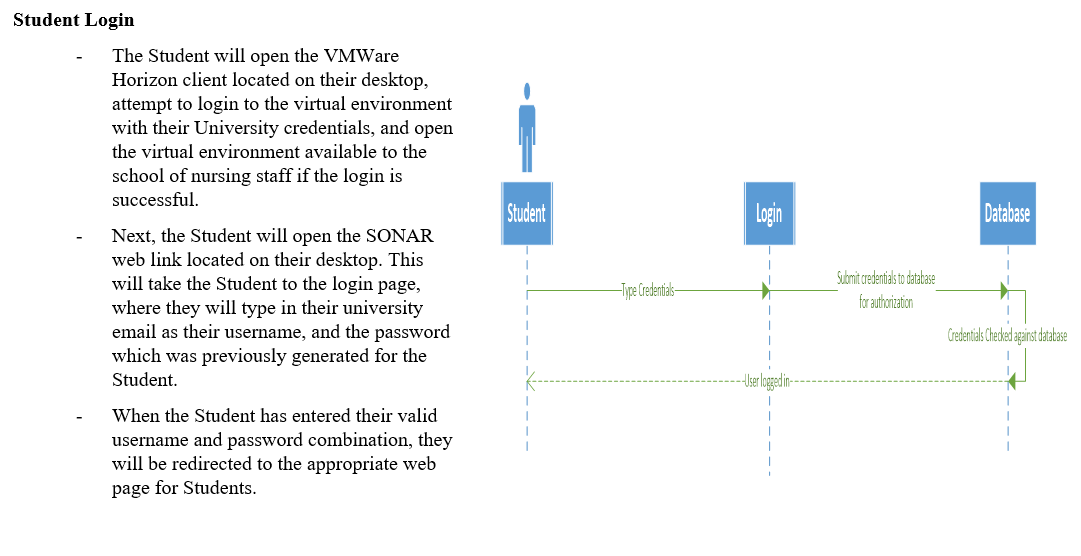 Student Login
- The Student will open the VMWare
Horizon client located on their desktop,
attempt to login to the virtual environment
with their University credentials, and open
the virtual environment available to the
school of nursing staff if the login is
successful.
- Next, the Student will open the SONAR
web link located on their desktop. This
will take the Student to the login page,
where they will type in their university
email as their username, and the password
which was previously generated for the
Student.
- When the Student has entered their valid
username and password combination, they
will be redirected to the appropriate web
page for Students.
Student
Login
Database
Type Credentials
Submit credentials to database
for authorization
Credentials Checked against database
User logged in